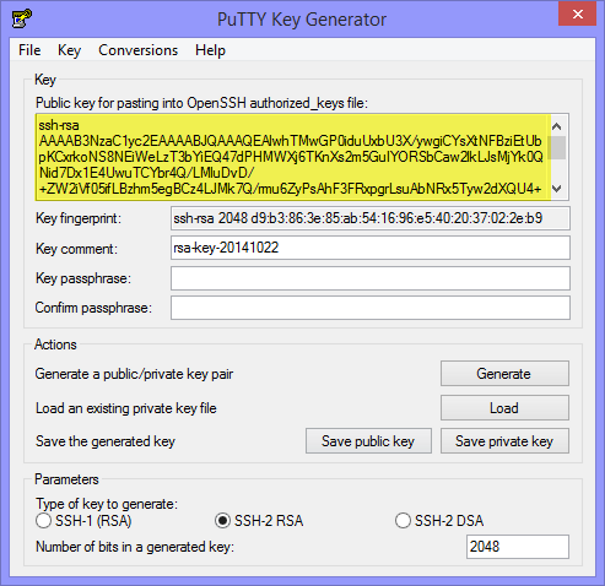 PuTTY Key Generator
File Key Conversions Help
Key
Public key for pasting into OpenSSH authorized_keys file:
ssh-rsa
AAAAB3NzaC1yc2EAAAABJQAAAQEAlwhTMwGP0iduUxbU3X/ywgiCYsXtNFBziEtUb
pKCxrkoNS8NEiWeLzT3bYiEQ47dPHMWXj6TKnXs2m5GulYORSbCaw2lkLJsMjYk0Q
Nid7Dx1E4UwuTCYbr4Q/LMluDvD/
+ZW2iVf05ifLBzhm5egBCz4LJMk7Q/rmu6ZyPsAhF3FRxpgrLsuAbNRx5Tyw2dXQU4+
Key fingerprint: ssh-rsa 2048 d9:b3:86:3e:85:ab:54:16:96:e5:40:20:37:02:2e:b9
Key comment: rsa-key-20141022
Key passphrase:
Confirm passphrase:
Actions
Generate a public/private key pair Generate
Load an existing private key file Load
Save the generated key Save public key Save private key
Parameters
Type of key to generate:
SSH-1 (RSA) SSH-2 RSA SSH-2 DSA
Number of bits in a generated key: 2048